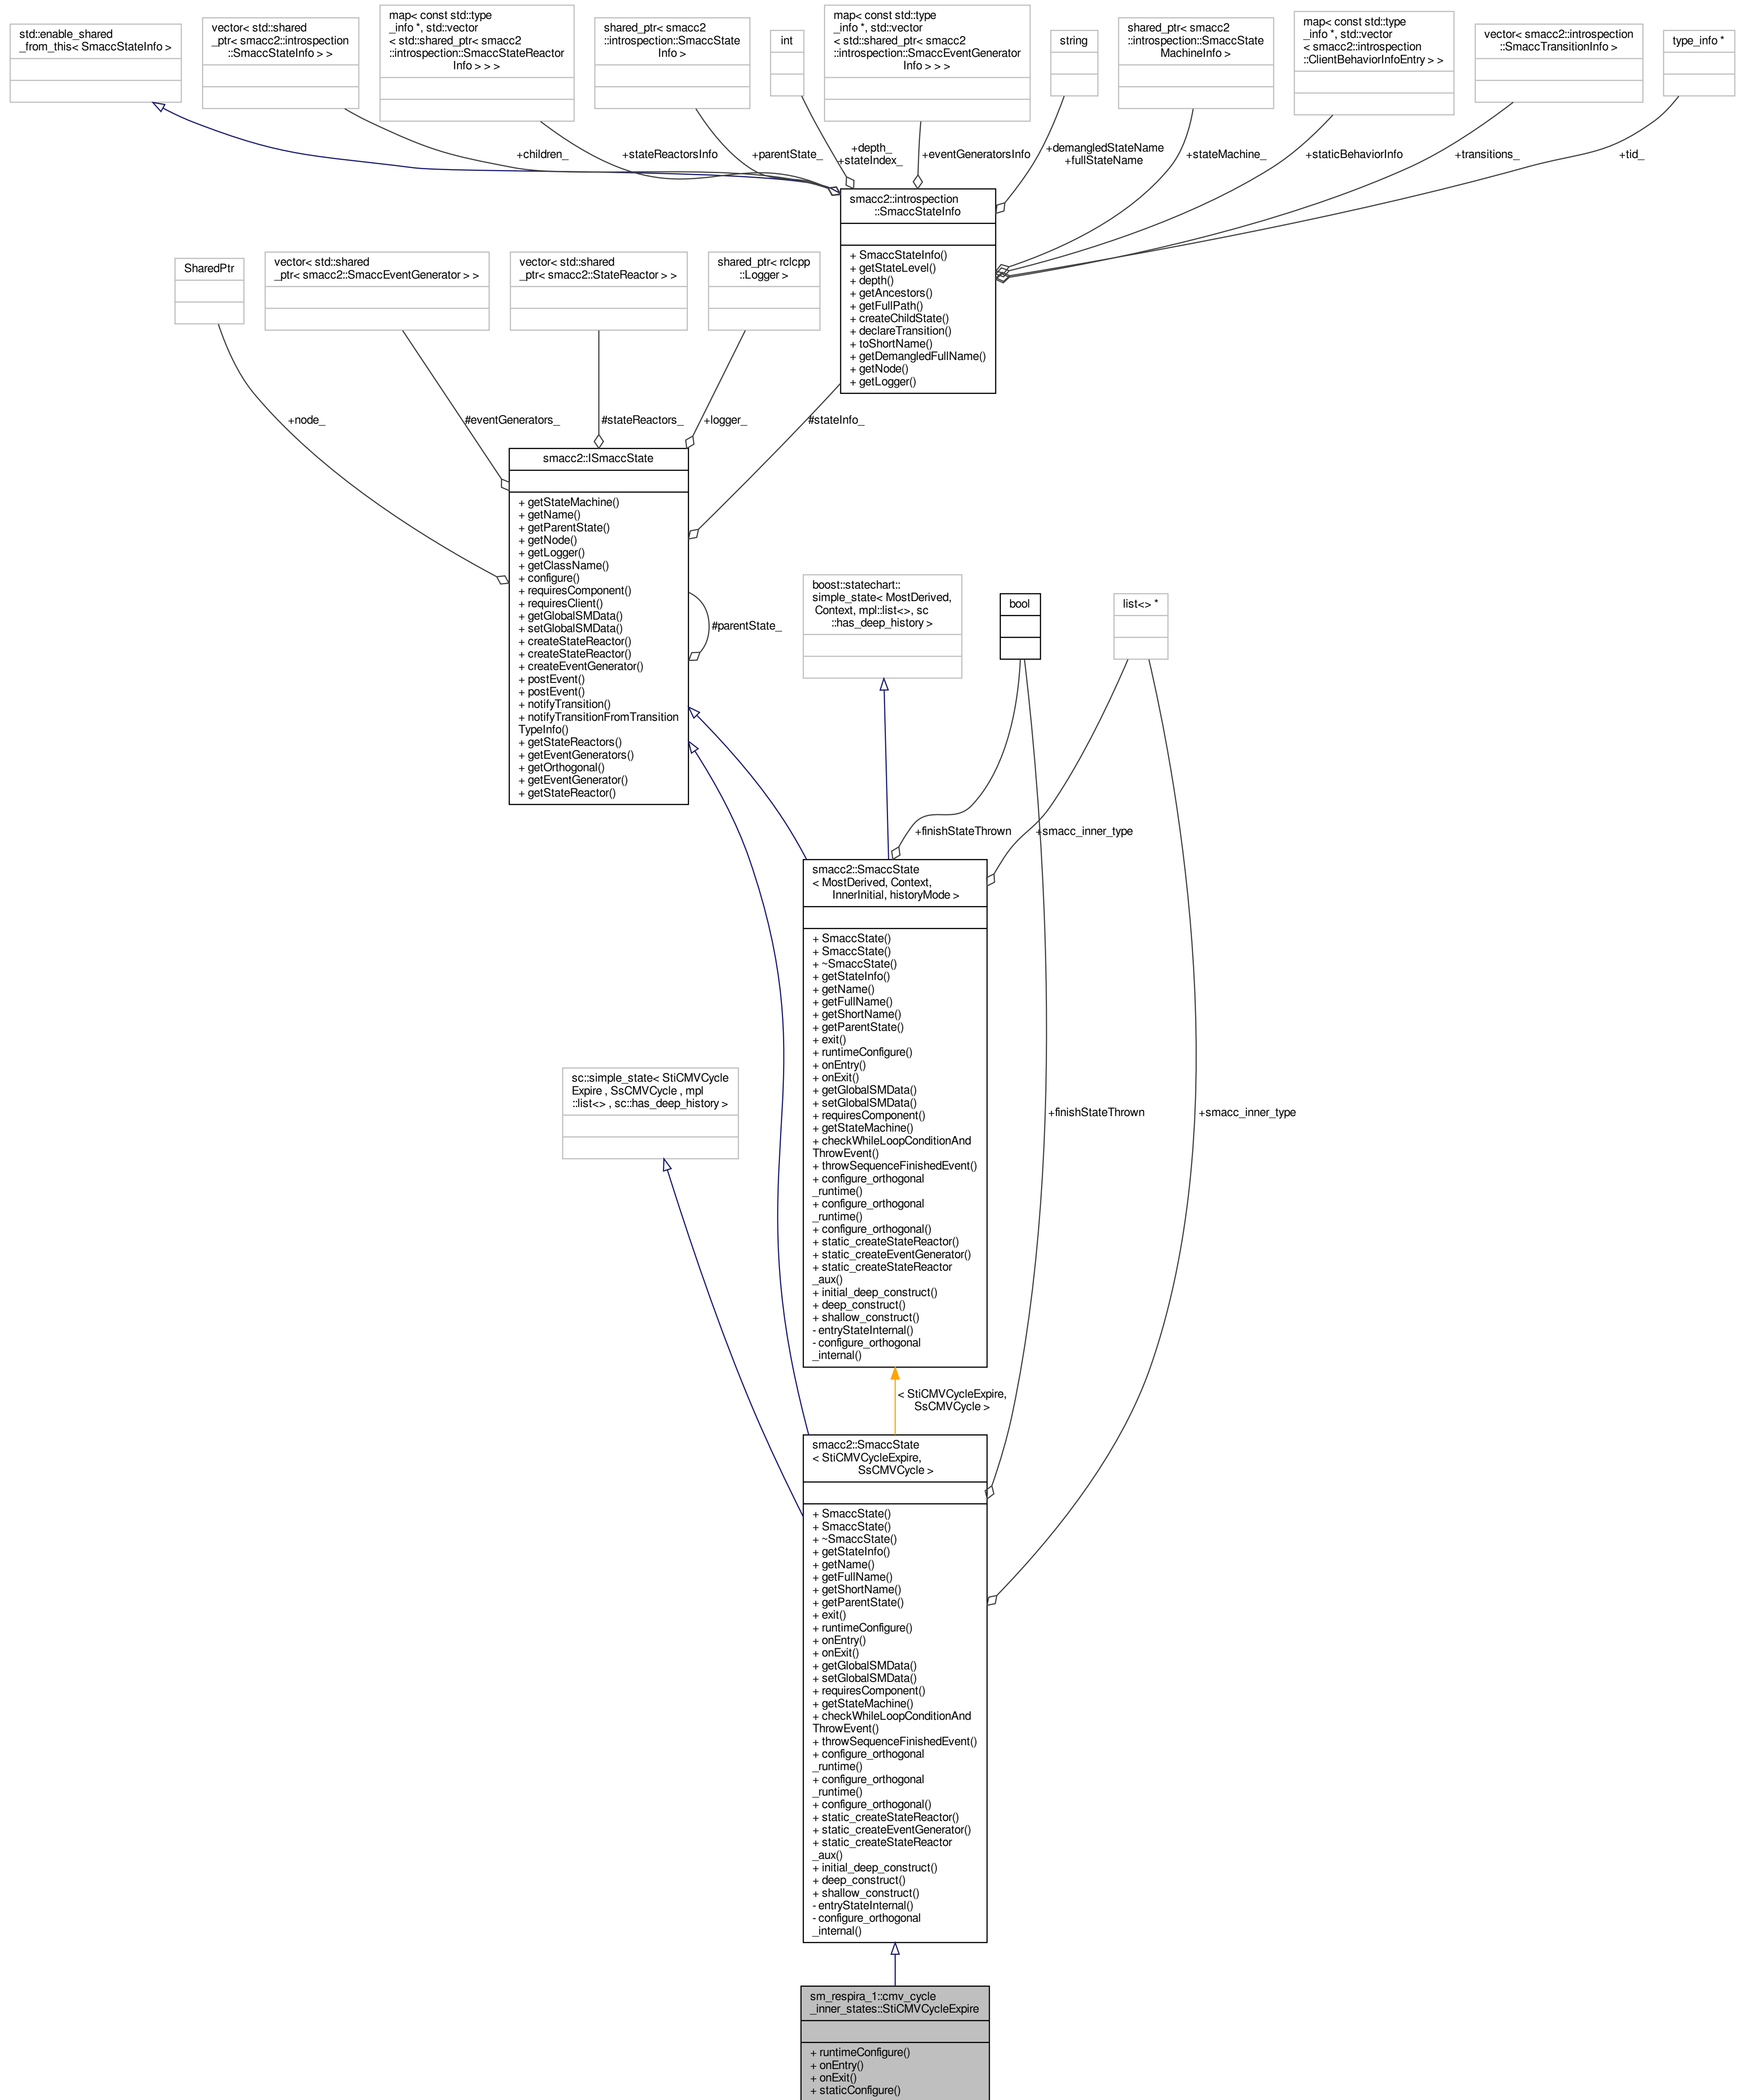 std::enable_shared
_from_this< SmaccStateInfo >
vector< std::shared
_ptr< smacc2::introspection
::SmaccStateInfo > >
map< const std::type
_info *, std::vector
< std::shared_ptr< smacc2
::introspection::SmaccStateReactor
Info > > >
shared_ptr< smacc2
::introspection::SmaccState
Info >
int
map< const std::type
_info *, std::vector
< std::shared_ptr< smacc2
::introspection::SmaccEventGenerator
Info > > >
string
shared_ptr< smacc2
::introspection::SmaccState
MachineInfo >
map< const std::type
_info *, std::vector
< smacc2::introspection
::ClientBehaviorInfoEntry > >
vector< smacc2::introspection
::SmaccTransitionInfo >
type_info *
+children_
+stateReactorsInfo
+parentState_
+depth_
+stateIndex_
+eventGeneratorsInfo
+demangledStateName
+fullStateName
+stateMachine_
+staticBehaviorInfo
+transitions_
+tid_
smacc2::introspection
::SmaccStateInfo
+ SmaccStateInfo()
+ getStateLevel()
+ depth()
+ getAncestors()
+ getFullPath()
+ createChildState()
+ declareTransition()
+ toShortName()
+ getDemangledFullName()
+ getNode()
+ getLogger()
SharedPtr
vector< std::shared
_ptr< smacc2::SmaccEventGenerator > >
vector< std::shared
_ptr< smacc2::StateReactor > >
shared_ptr< rclcpp
::Logger >
+node_
#eventGenerators_
#stateReactors_
+logger_
#stateInfo_
smacc2::ISmaccState
+ getStateMachine()
+ getName()
+ getParentState()
+ getNode()
+ getLogger()
+ getClassName()
+ configure()
+ requiresComponent()
+ requiresClient()
+ getGlobalSMData()
+ setGlobalSMData()
+ createStateReactor()
+ createStateReactor()
+ createEventGenerator()
+ postEvent()
+ postEvent()
+ notifyTransition()
+ notifyTransitionFromTransition
TypeInfo()
+ getStateReactors()
+ getEventGenerators()
+ getOrthogonal()
+ getEventGenerator()
+ getStateReactor()
#parentState_
boost::statechart::
simple_state< MostDerived,
Context, mpl::list<>, sc
::has_deep_history >
bool
list<> *
+finishStateThrown
+smacc_inner_type
smacc2::SmaccState
< MostDerived, Context,
InnerInitial, historyMode >
+ SmaccState()
+ SmaccState()
+ ~SmaccState()
+ getStateInfo()
+ getName()
+ getFullName()
+ getShortName()
+ getParentState()
+ exit()
+ runtimeConfigure()
+ onEntry()
+ onExit()
+ getGlobalSMData()
+ setGlobalSMData()
+ requiresComponent()
+ getStateMachine()
+ checkWhileLoopConditionAnd
ThrowEvent()
+ throwSequenceFinishedEvent()
+ configure_orthogonal
_runtime()
+ configure_orthogonal
_runtime()
+ configure_orthogonal()
+ static_createStateReactor()
+ static_createEventGenerator()
+ static_createStateReactor
_aux()
+ initial_deep_construct()
+ deep_construct()
+ shallow_construct()
- entryStateInternal()
- configure_orthogonal
_internal()
sc::simple_state< StiCMVCycle
Expire , SsCMVCycle , mpl
::list<> , sc::has_deep_history >
+finishStateThrown
+smacc_inner_type
< StiCMVCycleExpire,
SsCMVCycle >
smacc2::SmaccState
< StiCMVCycleExpire,
SsCMVCycle >
+ SmaccState()
+ SmaccState()
+ ~SmaccState()
+ getStateInfo()
+ getName()
+ getFullName()
+ getShortName()
+ getParentState()
+ exit()
+ runtimeConfigure()
+ onEntry()
+ onExit()
+ getGlobalSMData()
+ setGlobalSMData()
+ requiresComponent()
+ getStateMachine()
+ checkWhileLoopConditionAnd
ThrowEvent()
+ throwSequenceFinishedEvent()
+ configure_orthogonal
_runtime()
+ configure_orthogonal
_runtime()
+ configure_orthogonal()
+ static_createStateReactor()
+ static_createEventGenerator()
+ static_createStateReactor
_aux()
+ initial_deep_construct()
+ deep_construct()
+ shallow_construct()
- entryStateInternal()
- configure_orthogonal
_internal()
sm_respira_1::cmv_cycle
_inner_states::StiCMVCycleExpire
+ runtimeConfigure()
+ onEntry()
+ onExit()
+ staticConfigure()